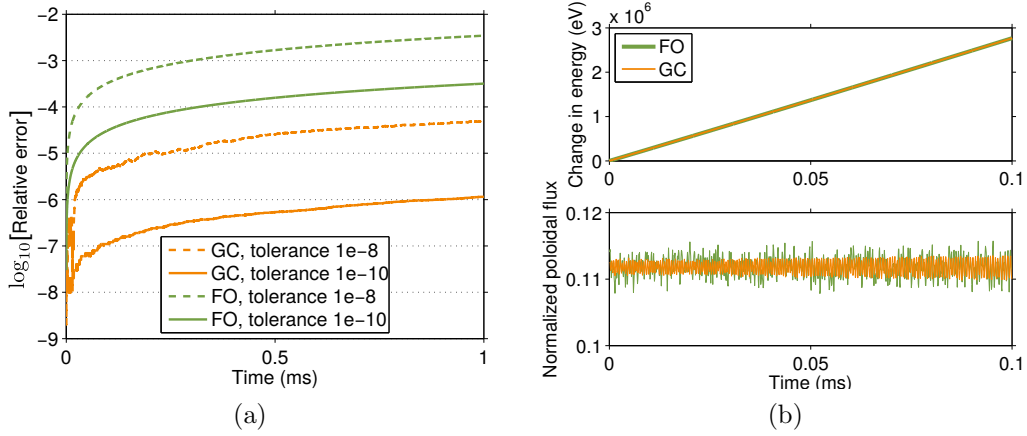 −2
−3
−4
−5
−6
−7
−8
−9
log10[Relative error]
GC, tolerance 1e−8
GC, tolerance 1e−10
FO, tolerance 1e−8
FO, tolerance 1e−10
0
0.5
1
Time (ms)
(a)
x 10^6
3
2
1
0
Change in energy (eV)
FO
GC
0
0.05
0.1
0.12
0.11
0.1
Normalized poloidal flux
0
0.05
0.1
Time (ms)
(b)